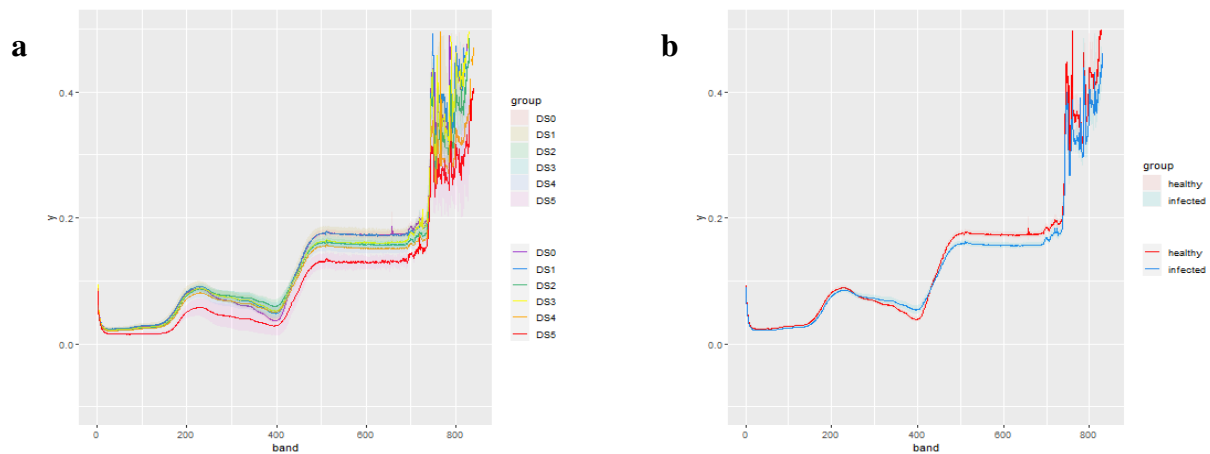 a
y
0.4
0.2
0.0
0
200
400
600
800
band
group
DS0
DS1
DS2
DS3
DS4
DS5
DS0
DS1
DS2
DS3
DS4
DS5
b
y
0.4
0.2
0.0
0
200
400
600
800
band
group
healthy
infected
healthy
infected